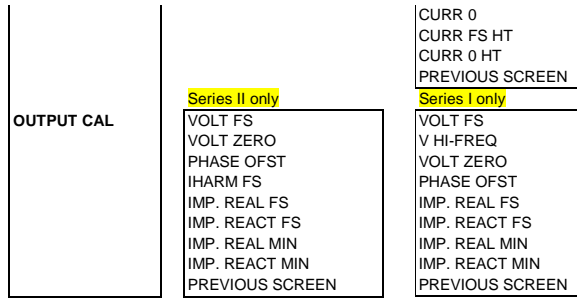 CURR 0
CURR FS HT
CURR 0 HT
PREVIOUS SCREEN
Series II only
Series I only
OUTPUT CAL
VOLT FS
VOLT ZERO
PHASE OFST
IHARM FS
IMP. REAL FS
IMP. REACT FS
IMP. REAL MIN
IMP. REACT MIN
PREVIOUS SCREEN
VOLT FS
V HI-FREQ
VOLT ZERO
PHASE OFST
IMP. REAL FS
IMP. REACT FS
IMP. REAL MIN
IMP. REACT MIN
PREVIOUS SCREEN